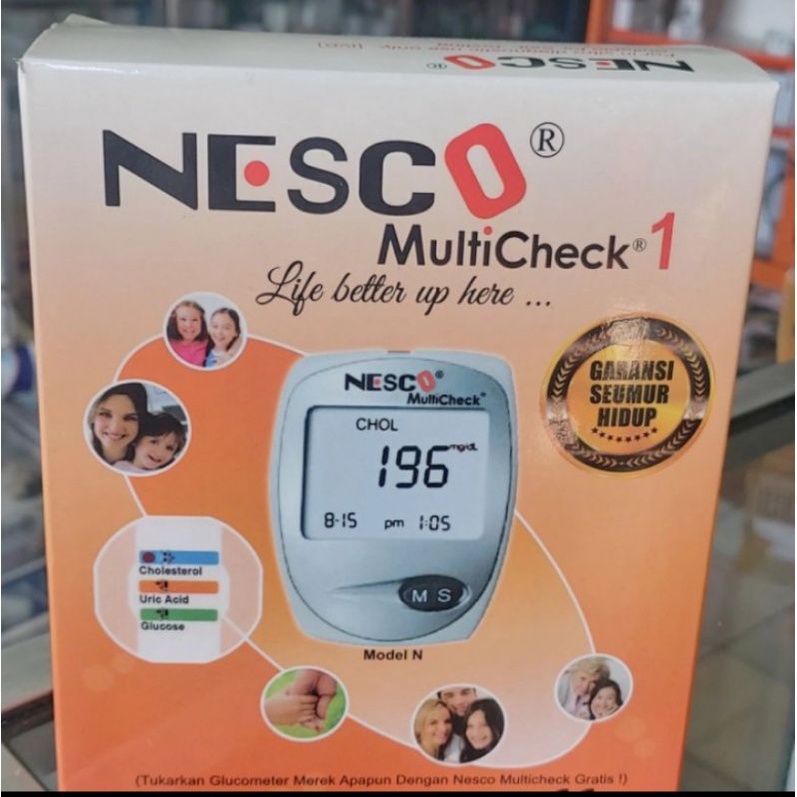 NESCO®
NESCO®
MultiCheck®1
Life better up here ...
GARANSI
SEUMUR
HIDUP
NESCO®
MultiCheck®
CHOL
196 mg/dL
8-15 pm 1:05
M S
Model N
Cholesterol
Uric Acid
Glucose
(Tukarkan Glucometer Merek Apapun Dengan Nesco Multicheck Gratis !)